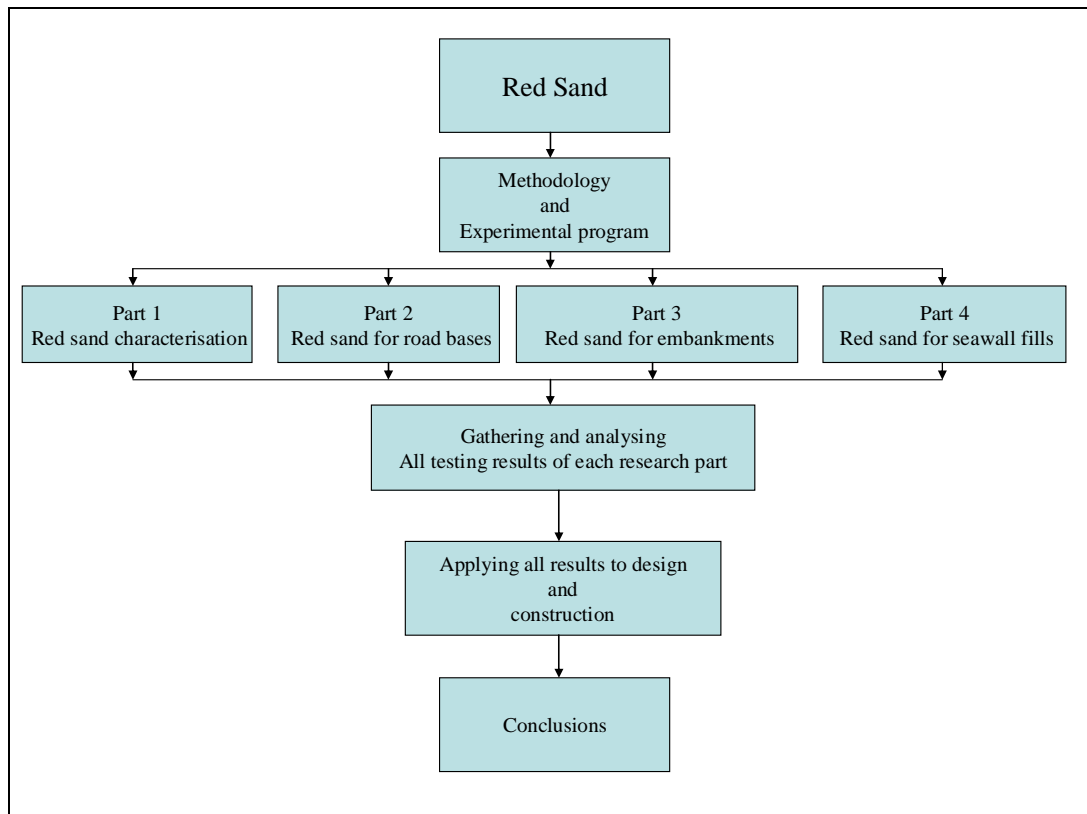 Red Sand
Methodology
and
Experimental program
Part 1
Red sand characterisation
Part 2
Red sand for road bases
Part 3
Red sand for embankments
Part 4
Red sand for seawall fills
Gathering and analysing
All testing results of each research part
Applying all results to design
and
construction
Conclusions